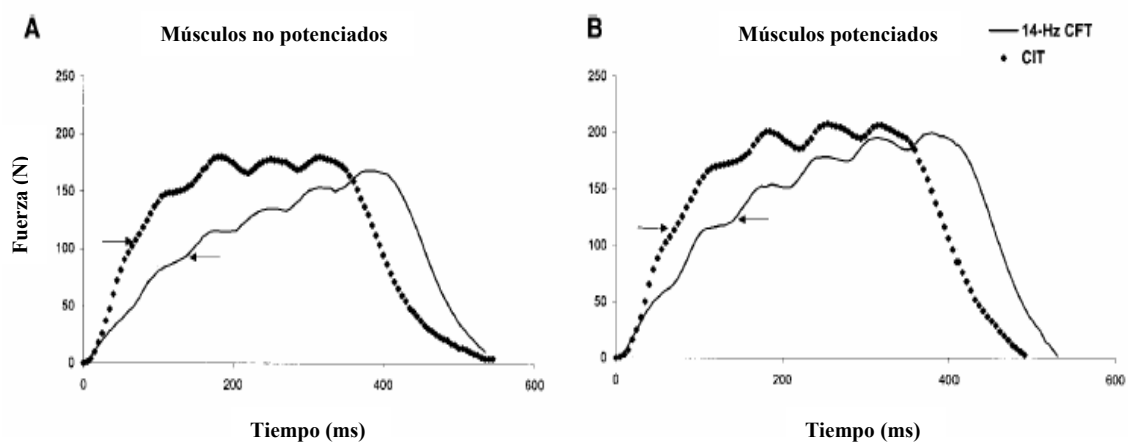 A
Músculos no potenciados
B
Músculos potenciados
14-Hz CFT
CIT
250
200
150
100
50
0
Fuerza (N)
0
200
400
600
Tiempo (ms)
250
200
150
100
50
0
0
200
400
600
Tiempo (ms)